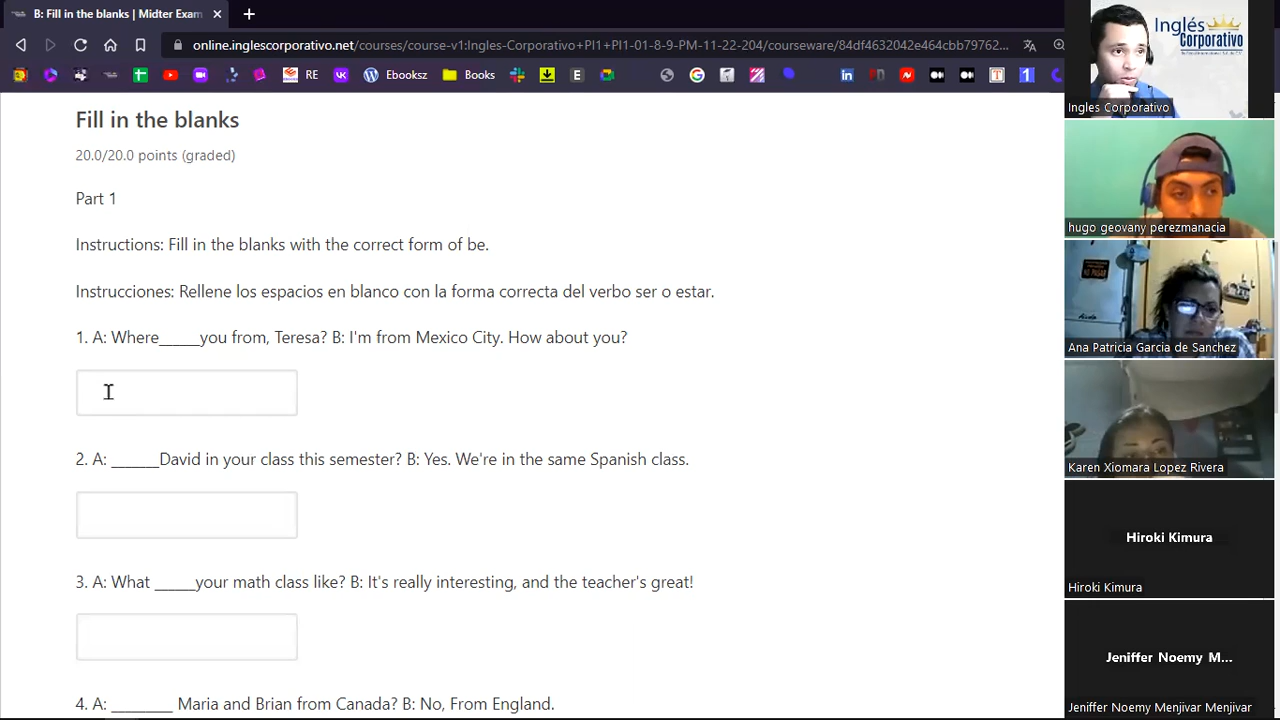 B: Fill in the blanks | Midter Exam
online.inglescorporativo.net/courses/course-v1:Ingles-Corporativo+PI1+PI1-01-8-9-PM-11-22-204/courseware/84df46320426464cbb79762...
RE
Eboobsz
Books
Fill in the blanks
20.0/20.0 points (graded)
Part 1
Instructions: Fill in the blanks with the correct form of be.
Instrucciones: Rellene los espacios en blanco con la forma correcta del verbo ser o estar.
1. A: Where_____you from, Teresa? B: I'm from Mexico City. How about you?
2. A: ______David in your class this semester? B: Yes. We're in the same Spanish class.
3. A: What _____your math class like? B: It's really interesting, and the teacher's great!
4. A: ________ Maria and Brian from Canada? B: No, From England.
Inglés
Corporativo
Ingles Corporativo
hugo geovany perezmanacia
NO PASAR
Ana Patricia Garcia de Sanchez
Karen Xiomara Lopez Rivera
Hiroki Kimura
Hiroki Kimura
Jeniffer Noemy M...
Jeniffer Noemy Menjivar Menjivar